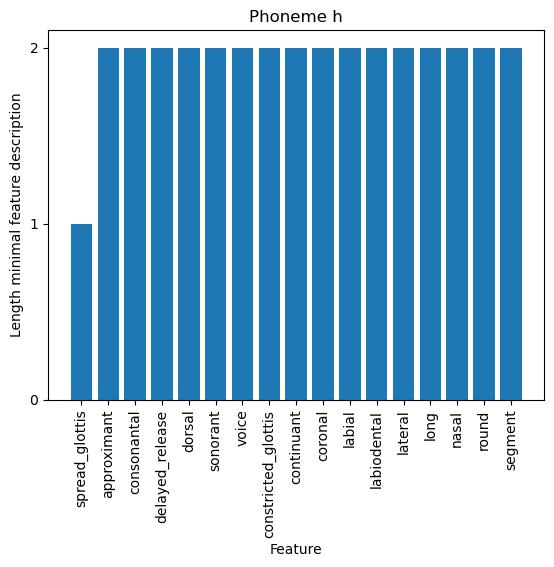 Phoneme h
Length minimal feature description
2
1
0
spread_glottis
approximant
consonantal
delayed_release
dorsal
sonorant
voice
constricted_glottis
continuant
coronal
labial
labiodental
lateral
long
nasal
round
segment
Feature